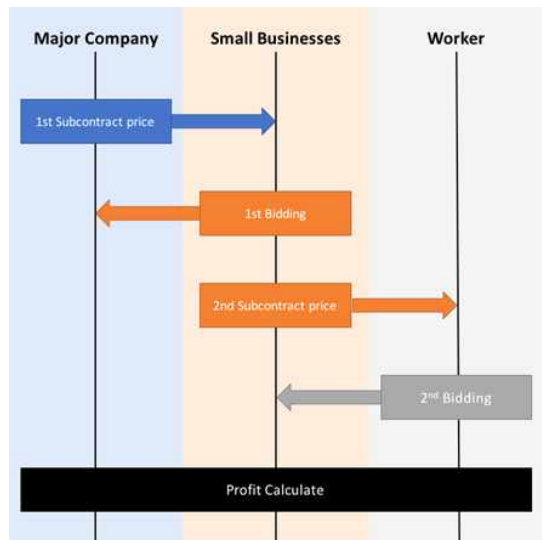 Major Company
Small Businesses
Worker
1st Subcontract price
1st Bidding
2nd Subcontract price
2nd Bidding
Profit Calculate